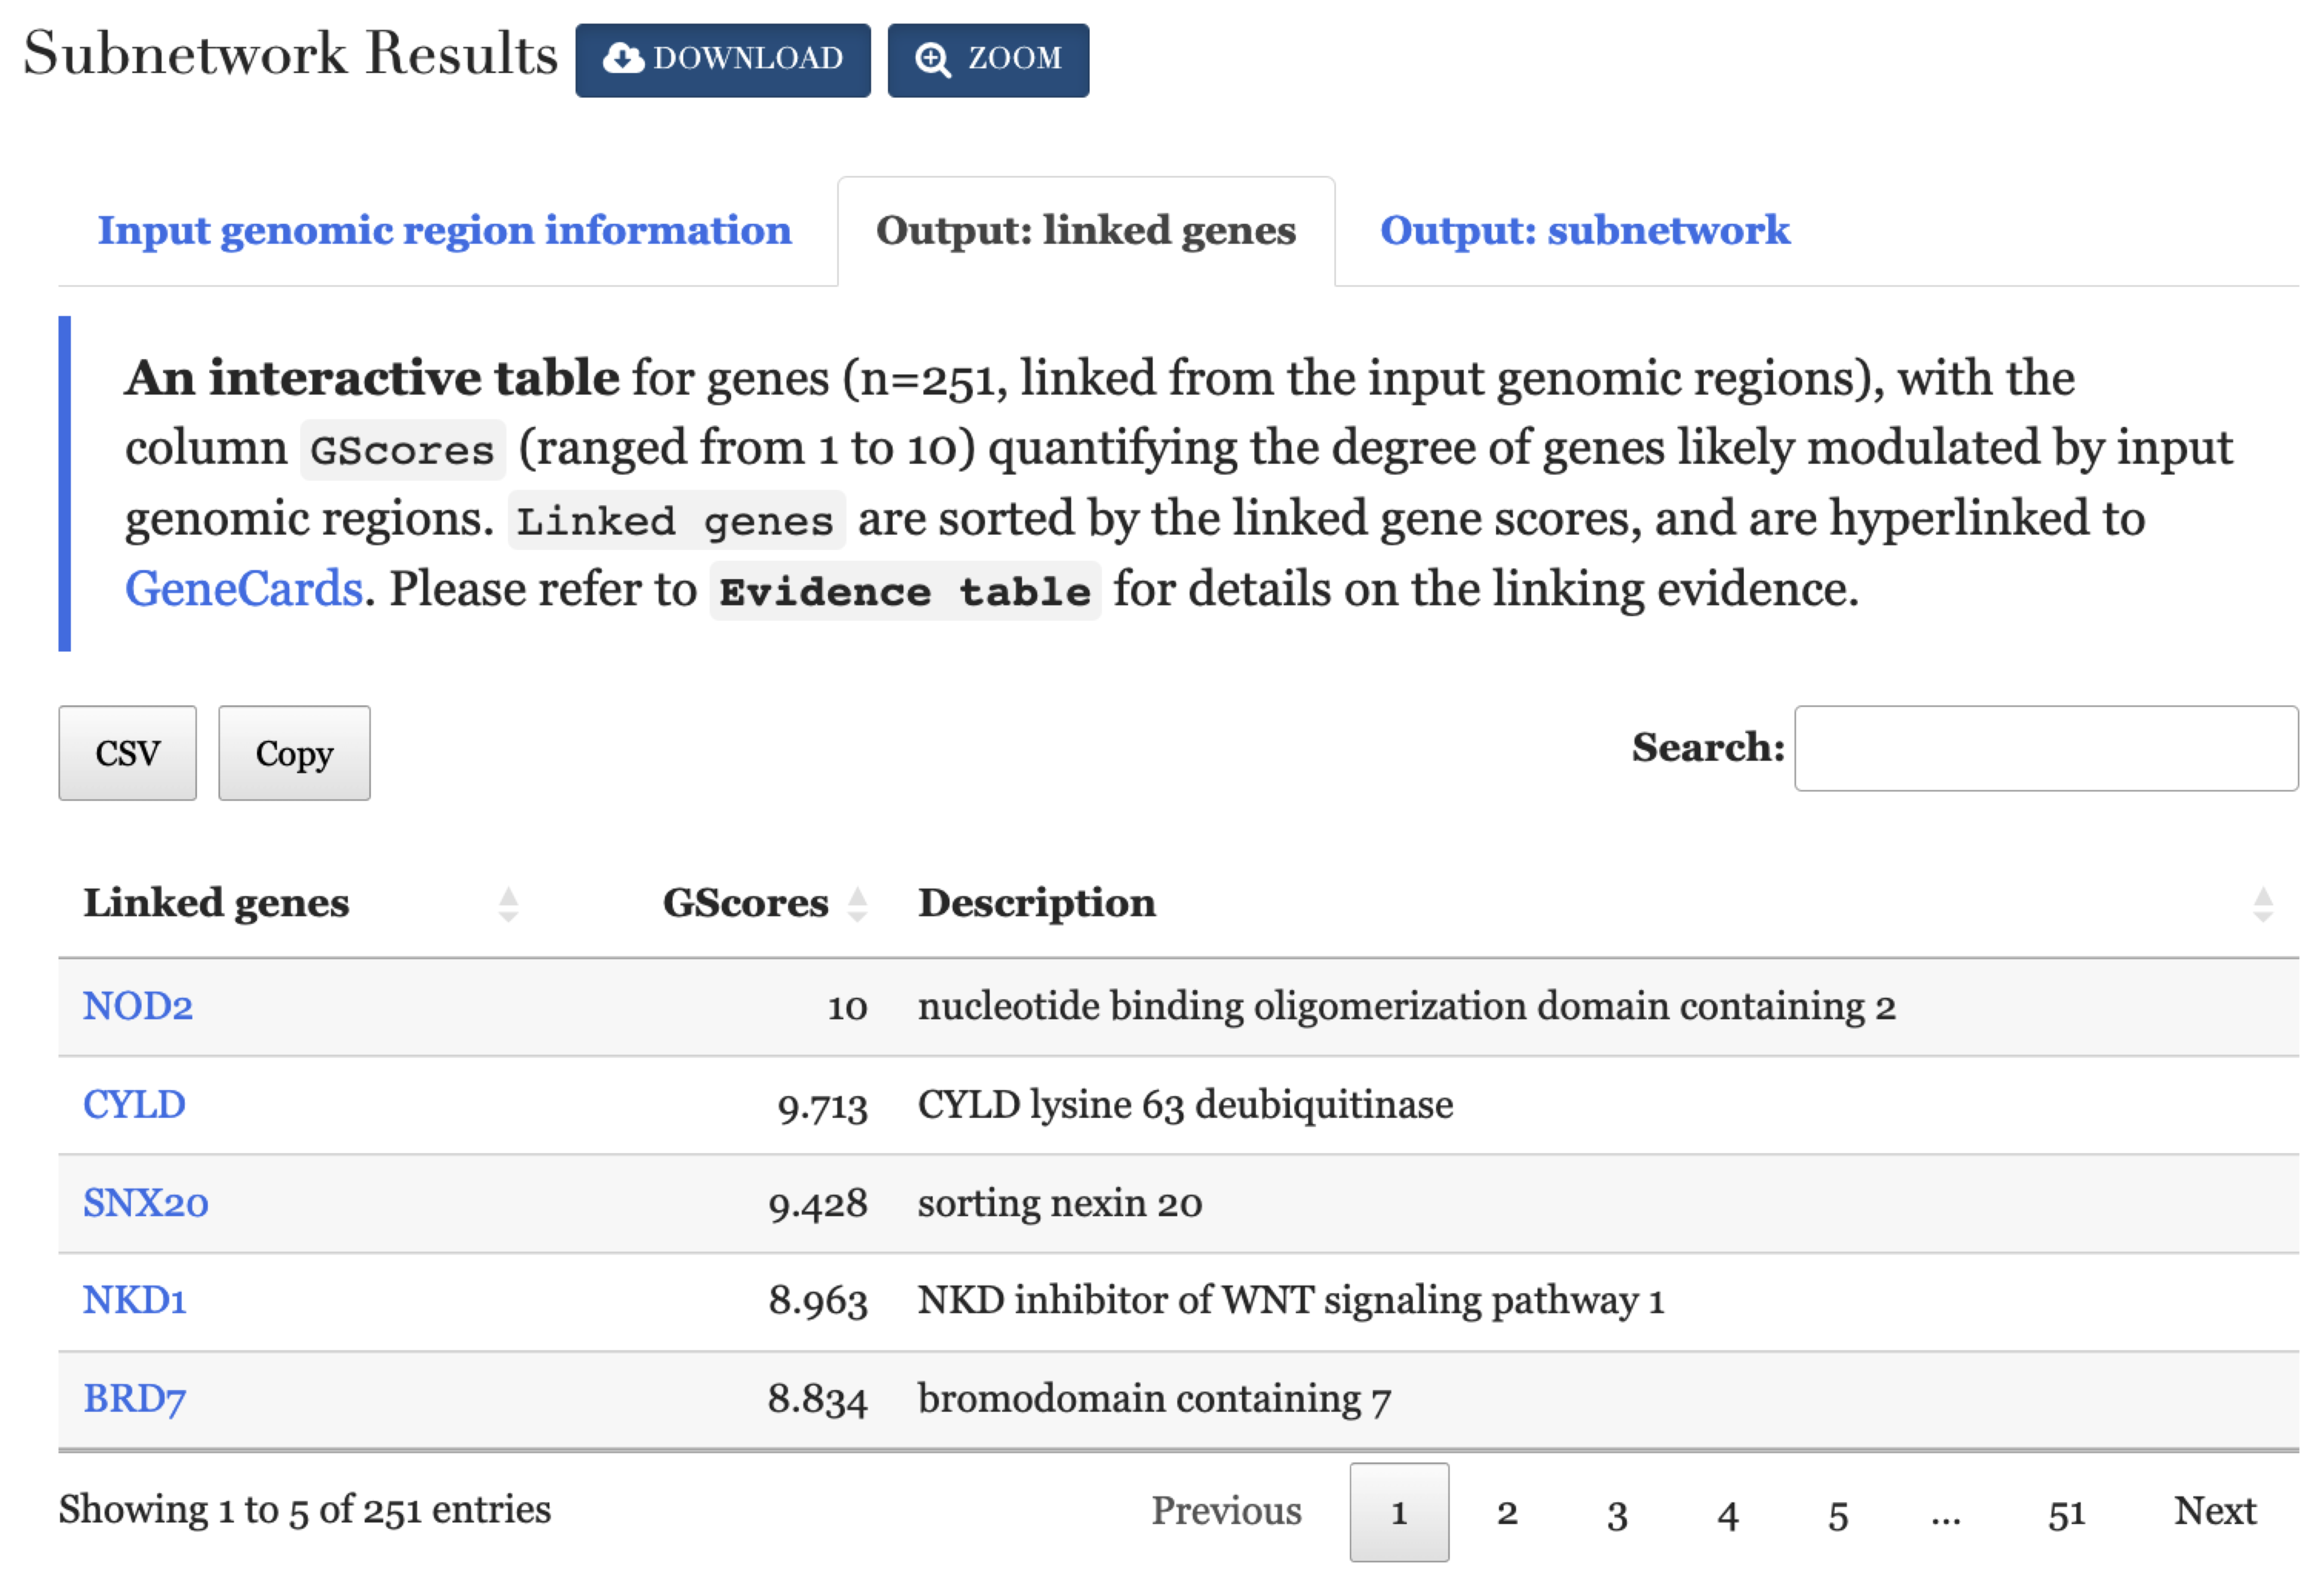 Subnetwork Results DOWNLOAD ZOOM
Input genomic region information Output: linked genes Output: subnetwork
An interactive table for genes (n=251, linked from the input genomic regions), with the
column GScores (ranged from 1 to 10) quantifying the degree of genes likely modulated by input
genomic regions. Linked genes are sorted by the linked gene scores, and are hyperlinked to
GeneCards. Please refer to Evidence table for details on the linking evidence.
CSV Copy Search:
Linked genes GScores Description
NOD2 10 nucleotide binding oligomerization domain containing 2
CYLD 9.713 CYLD lysine 63 deubiquitinase
SNX20 9.428 sorting nexin 20
NKD1 8.963 NKD inhibitor of WNT signaling pathway 1
BRD7 8.834 bromodomain containing 7
Showing 1 to 5 of 251 entries Previous 1 2 3 4 5 ... 51 Next